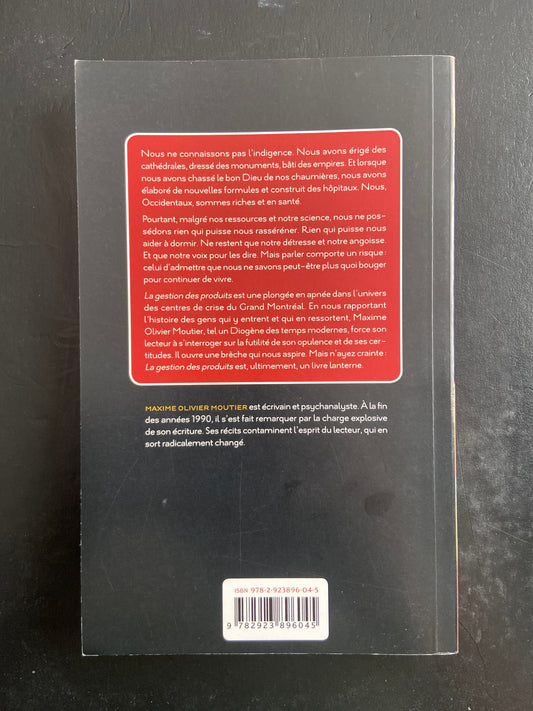 Nous ne connaissons pas l'indigence. Nous avons érigé des
cathédrales, dressé des monuments, bâti des empires. Et lorsque
nous avons chassé le bon Dieu de nos chaumières, nous avons
élaboré de nouvelles formules et construit des hôpitaux. Nous,
Occidentaux, sommes riches et en santé.
Pourtant, malgré nos ressources et notre science, nous ne pos-
sédons rien qui puisse nous rasséréner. Rien qui puisse nous
aider à dormir. Ne restent que notre détresse et notre angoisse.
Et que notre voix pour les dire. Mais parler comporte un risque :
celui d'admettre que nous ne savons peut-être plus quoi bouger
pour continuer de vivre.
La gestion des produits est une plongée en apnée dans l'univers
des centres de crise du Grand Montréal. En nous rapportant
l'histoire des gens qui y entrent et qui en ressortent, Maxime
Olivier Moutier, tel un Diogène des temps modernes, force son
lecteur à s'interroger sur la futilité de son opulence et de ses cer-
titudes. Il ouvre une brèche qui nous aspire. Mais n'ayez crainte :
La gestion des produits est, ultimement, un livre lanterne.
MAXIME OLIVIER MOUTIER est écrivain et psychanalyste. À la fin
des années 1990, il s'est fait remarquer par la charge explosive
de son écriture. Ses récits contaminent l'esprit du lecteur, qui en
sort radicalement changé.
ISBN 978-2-923896-04-5
9 782923 896045